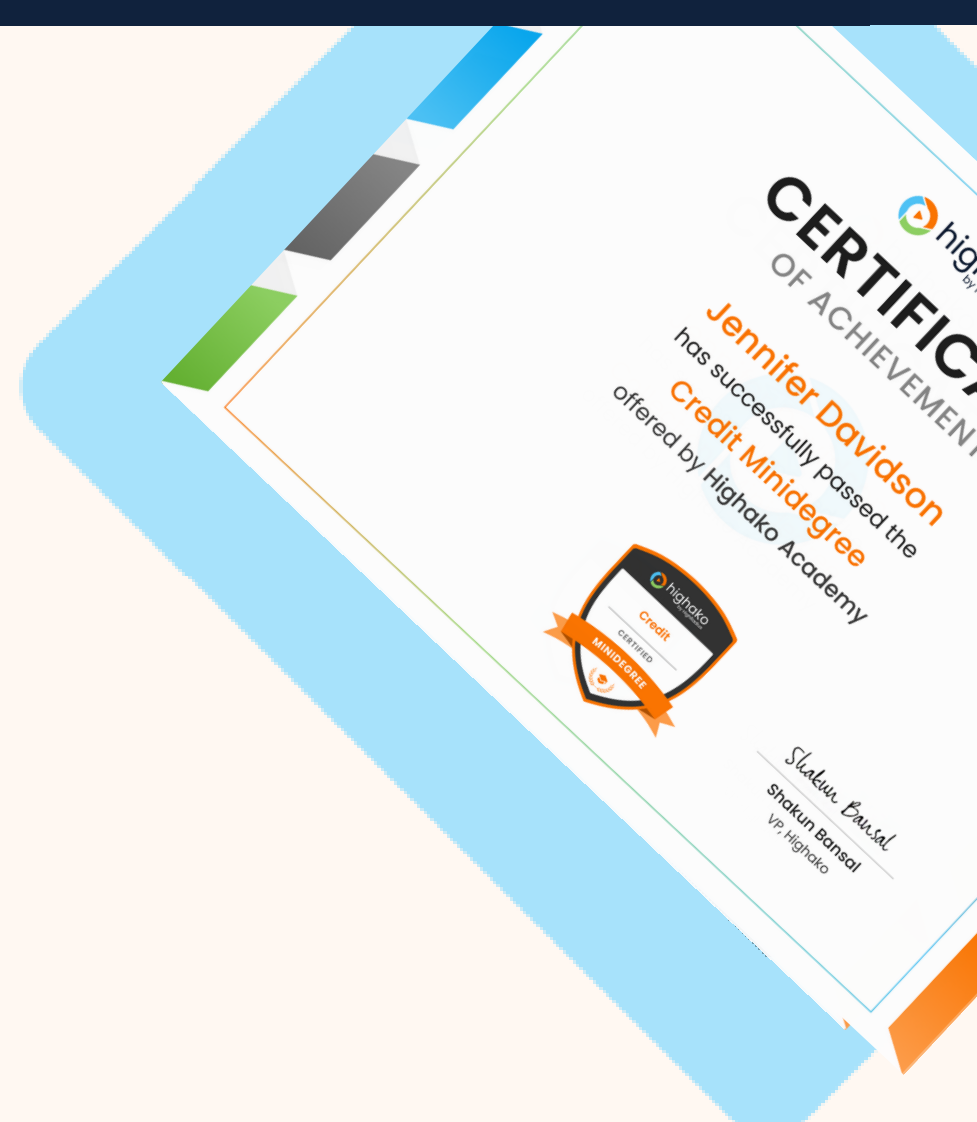 CERTIFICA
OF ACHIEVEMENT
Jennifer Davidson
has successfully passed the
Credit Minidegree
offered by Highako Academy
highako
Credit
CERTIFIED
MINIDEGREE
Shakun Bansal
Shakun Bansal
VP, Highako